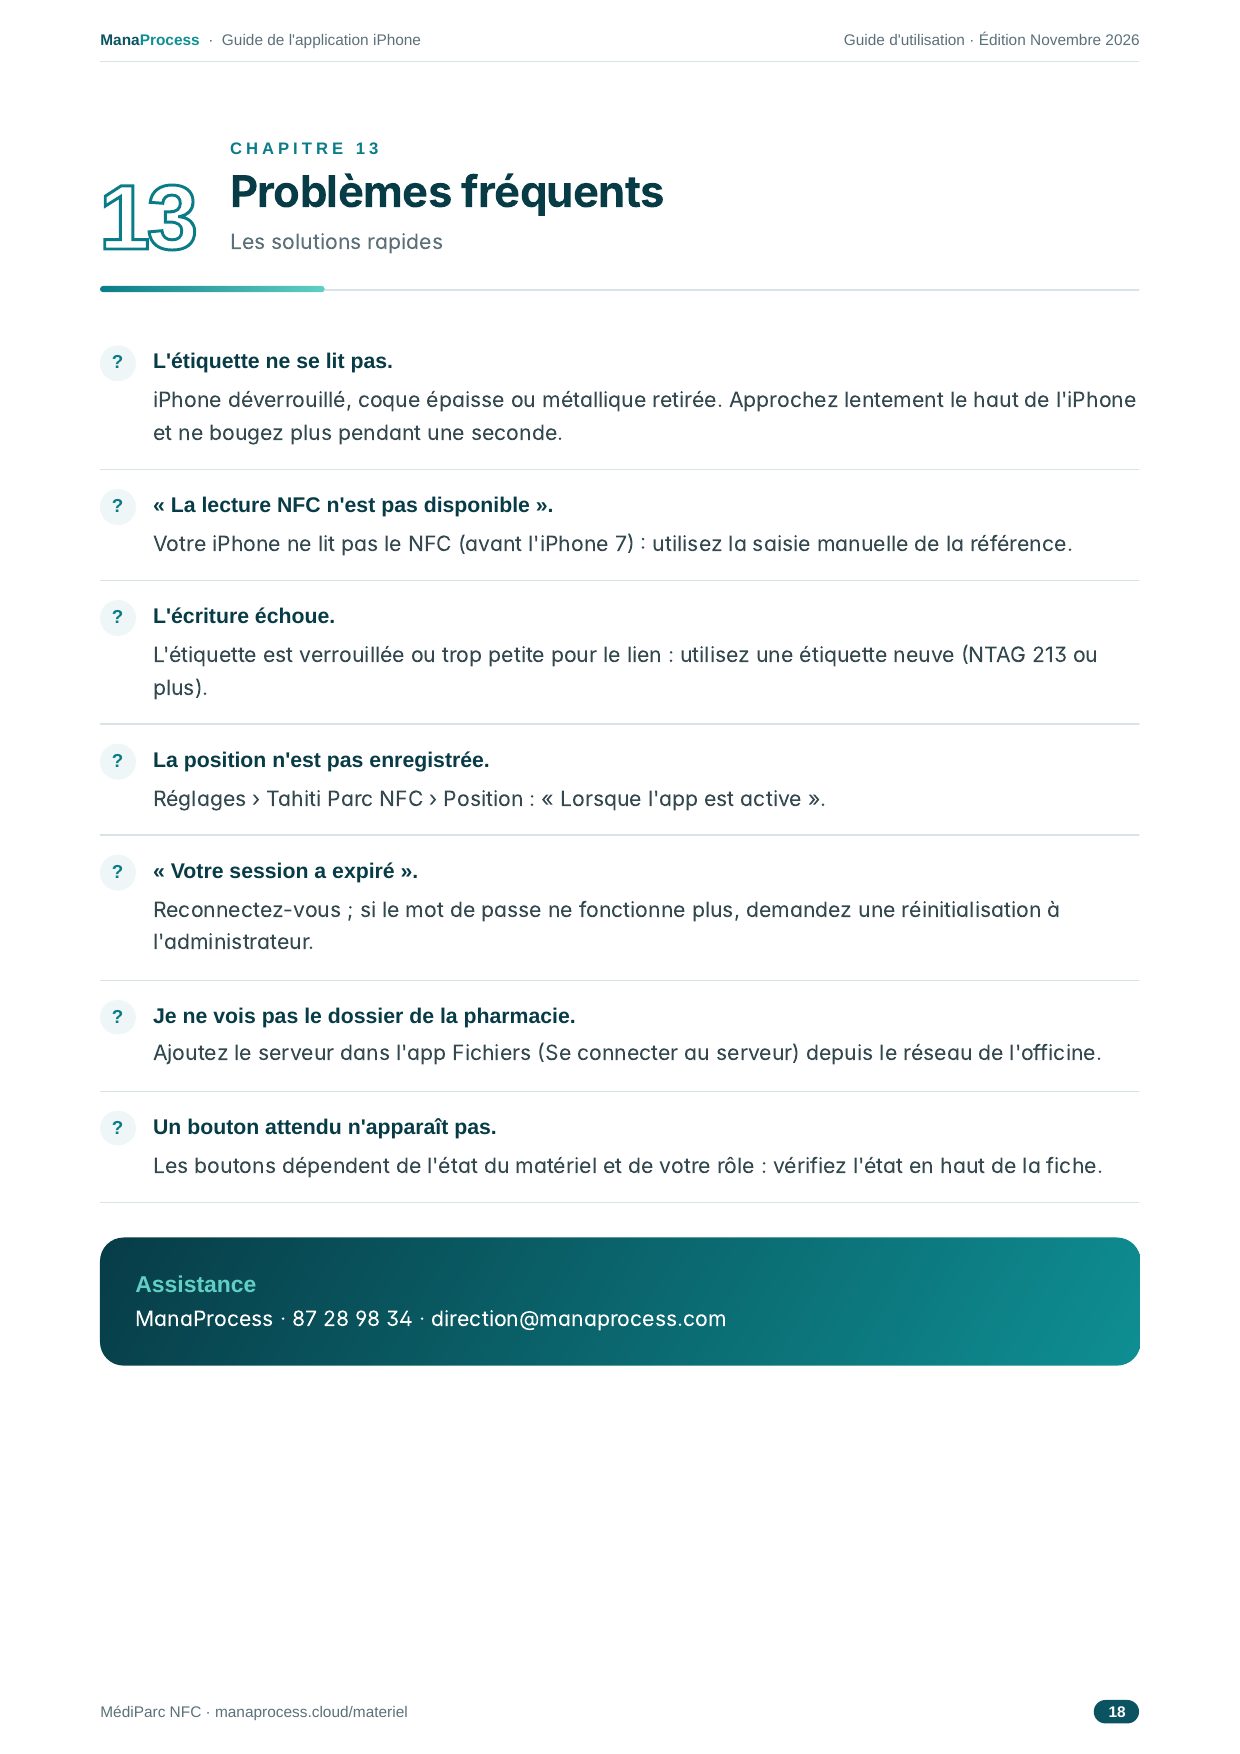 ManaProcess · Guide de l'application iPhone
Guide d'utilisation · Édition Novembre 2026
CHAPITRE 13
13
Problèmes fréquents
Les solutions rapides
? L'étiquette ne se lit pas.
iPhone déverrouillé, coque épaisse ou métallique retirée. Approchez lentement le haut de l'iPhone
et ne bougez plus pendant une seconde.
? « La lecture NFC n'est pas disponible ».
Votre iPhone ne lit pas le NFC (avant l'iPhone 7) : utilisez la saisie manuelle de la référence.
? L'écriture échoue.
L'étiquette est verrouillée ou trop petite pour le lien : utilisez une étiquette neuve (NTAG 213 ou
plus).
? La position n'est pas enregistrée.
Réglages › Tahiti Parc NFC › Position : « Lorsque l'app est active ».
? « Votre session a expiré ».
Reconnectez-vous ; si le mot de passe ne fonctionne plus, demandez une réinitialisation à
l'administrateur.
? Je ne vois pas le dossier de la pharmacie.
Ajoutez le serveur dans l'app Fichiers (Se connecter au serveur) depuis le réseau de l'officine.
? Un bouton attendu n'apparaît pas.
Les boutons dépendent de l'état du matériel et de votre rôle : vérifiez l'état en haut de la fiche.
Assistance
ManaProcess · 87 28 98 34 · direction@manaprocess.com
MédiParc NFC · manaprocess.cloud/materiel
18